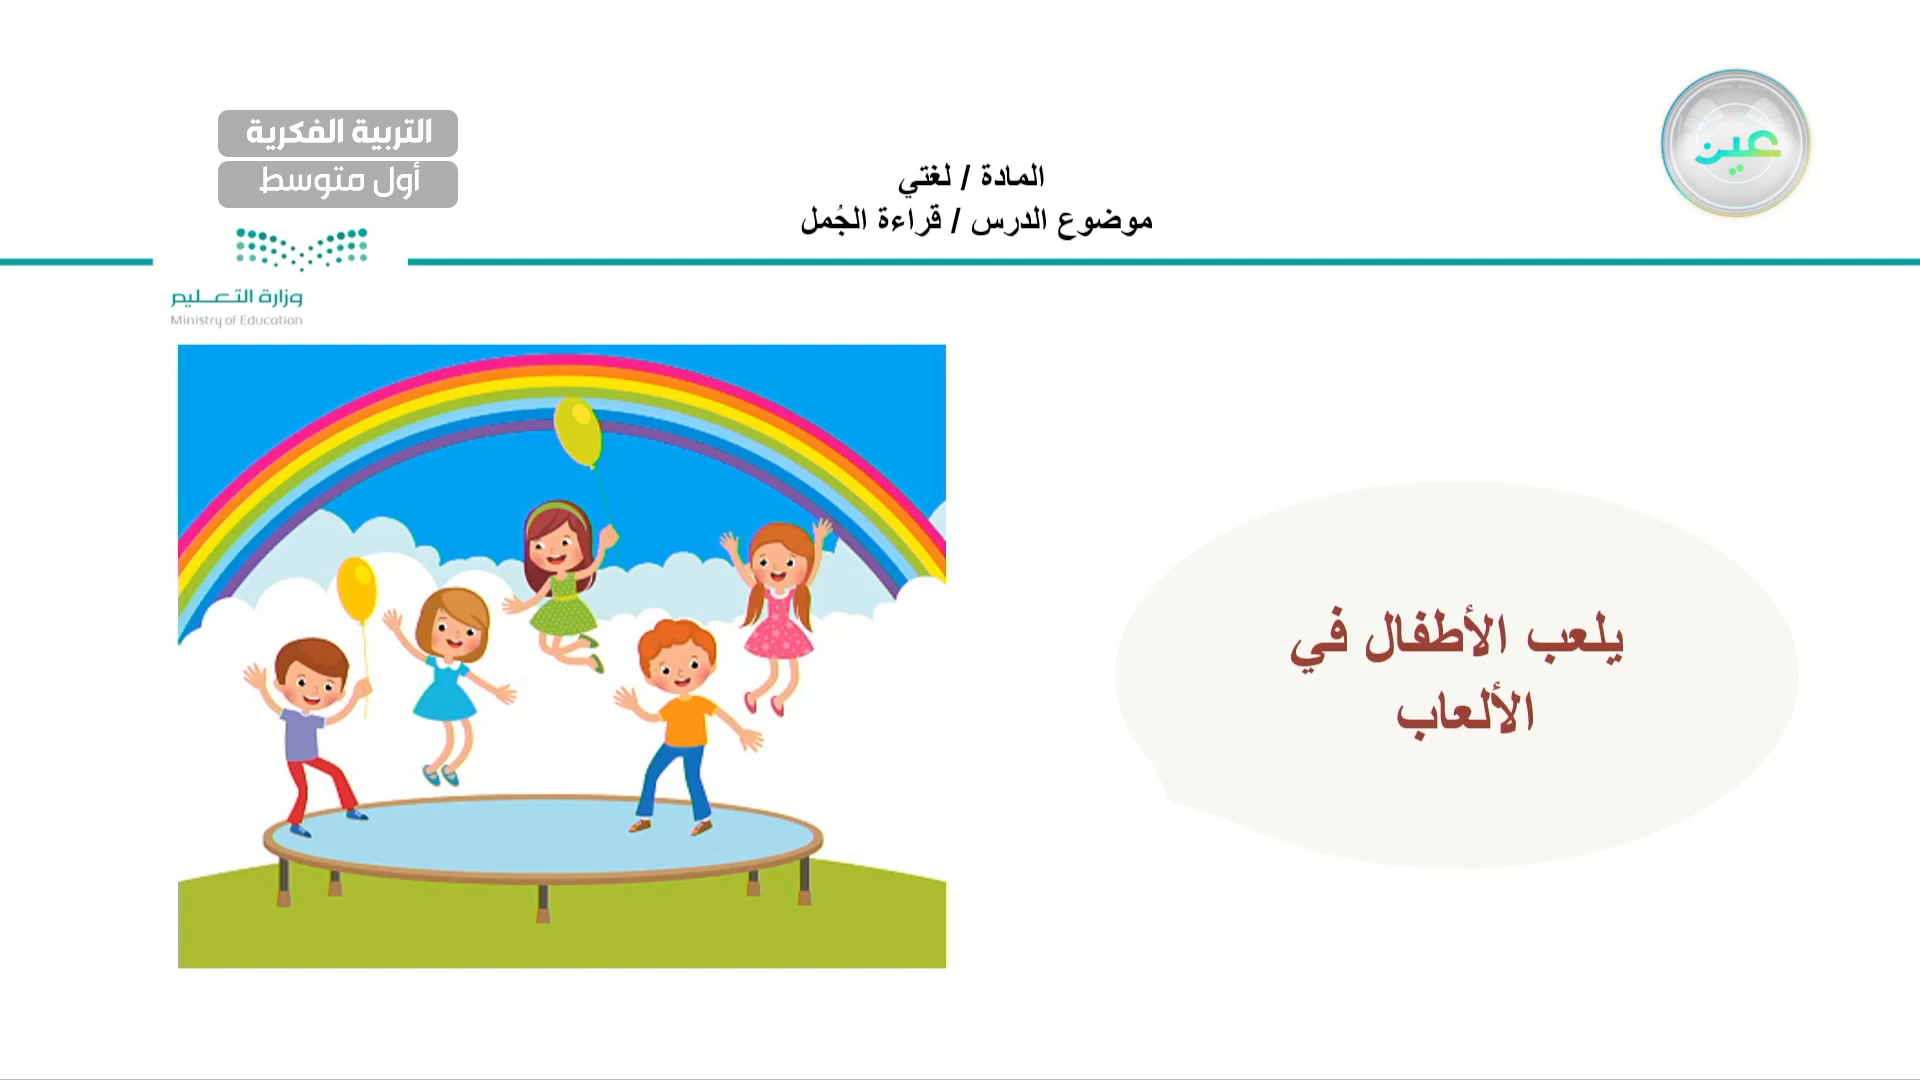 التربية الفكرية
أول متوسط
عين
المادة / لغتي
موضوع الدرس / قراءة الجُمل
وزارة التعـــليم
Ministry of Education
يلعب الأطفال في
الألعاب